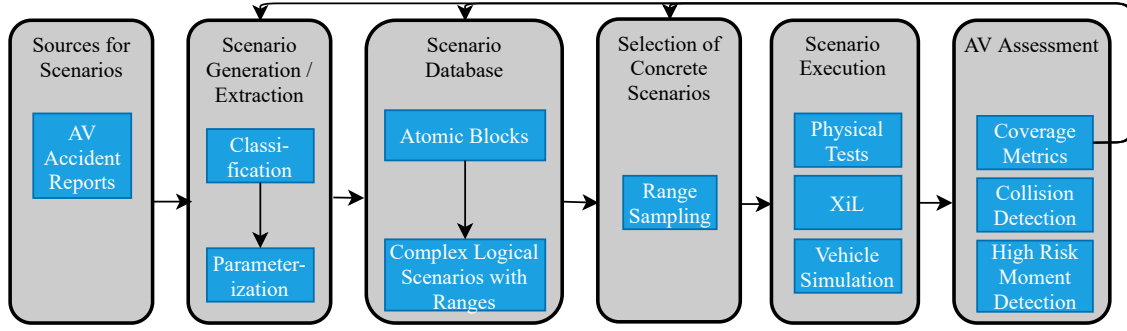 Sources for
Scenarios
AV
Accident
Reports
Scenario
Generation /
Extraction
Classi-
fication
Parameter-
ization
Scenario
Database
Atomic Blocks
Complex Logical
Scenarios with
Ranges
Selection of
Concrete
Scenarios
Range
Sampling
Scenario
Execution
Physical
Tests
XiL
Vehicle
Simulation
AV Assessment
Coverage
Metrics
Collision
Detection
High Risk
Moment
Detection